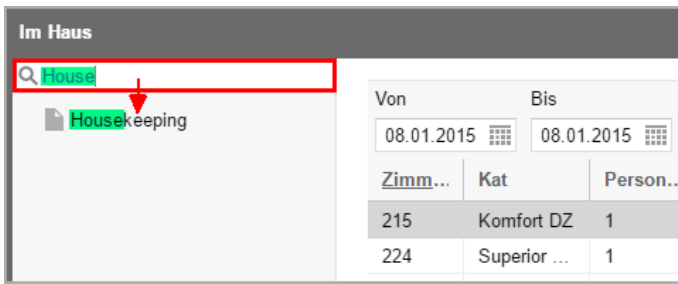 Im Haus
House
Housekeeping
Von Bis
08.01.2015 08.01.2015
Zimm... Kat Person..
215 Komfort DZ 1
224 Superior ... 1